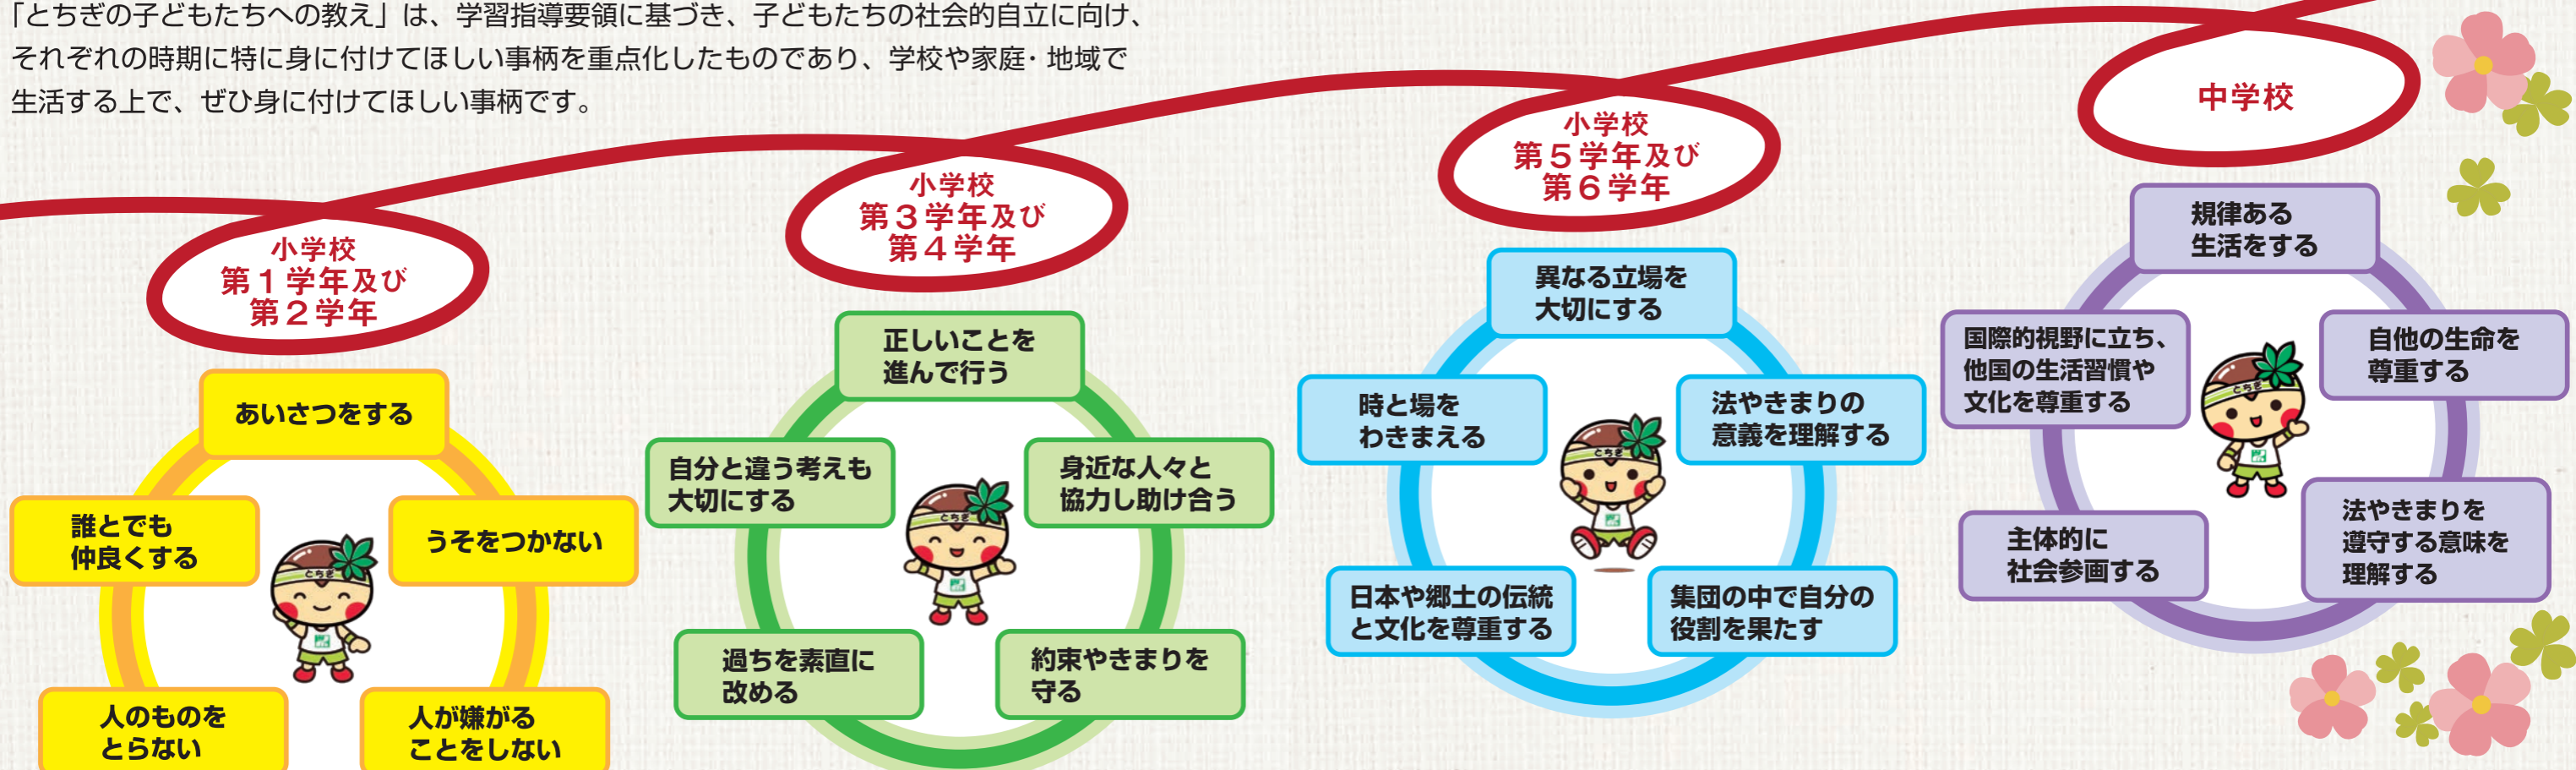 「とちぎの子どもたちへの教え」は、学習指導要領に基づき、子どもたちの社会的自立に向け、
それぞれの時期に特に身に付けてほしい事柄を重点化したものであり、学校や家庭・地域で
生活する上で、ぜひ身に付けてほしい事柄です。
小学校
第１学年及び
第２学年
あいさつをする
誰とでも
仲良くする
うそをつかない
とちぎ
人のものを
とらない
人が嫌がる
ことをしない
小学校
第３学年及び
第４学年
正しいことを
進んで行う
自分と違う考えも
大切にする
身近な人々と
協力し助け合う
とちぎ
過ちを素直に
改める
約束やきまりを
守る
小学校
第５学年及び
第６学年
異なる立場を
大切にする
時と場を
わきまえる
法やきまりの
意義を理解する
とちぎ
日本や郷土の伝統
と文化を尊重する
集団の中で自分の
役割を果たす
中学校
規律ある
生活をする
国際的視野に立ち、
他国の生活習慣や
文化を尊重する
自他の生命を
尊重する
とちぎ
主体的に
社会参画する
法やきまりを
遵守する意味を
理解する